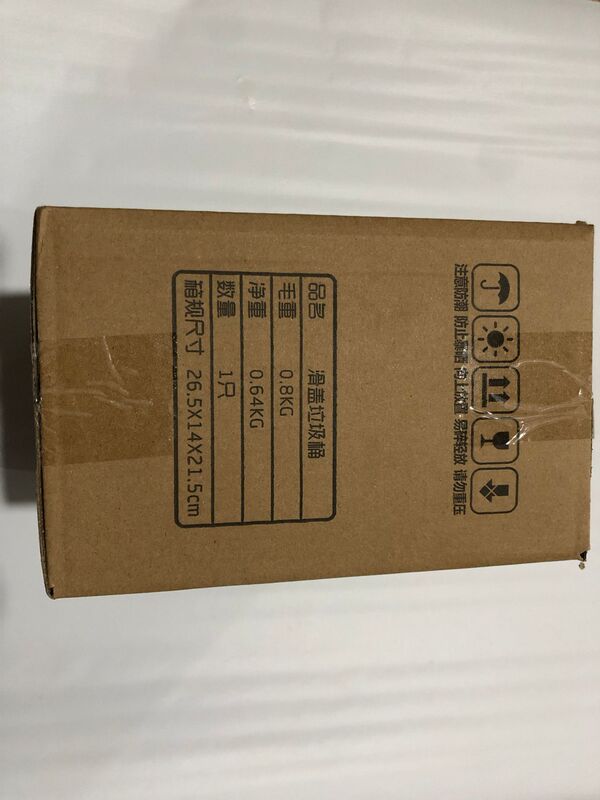 注意防潮 防止暴晒 向上放置 易碎轻放 请勿重压
品名 滑盖垃圾桶
毛重 0.8KG
净重 0.64KG
数量 1只
箱规尺寸 26.5X14X21.5cm